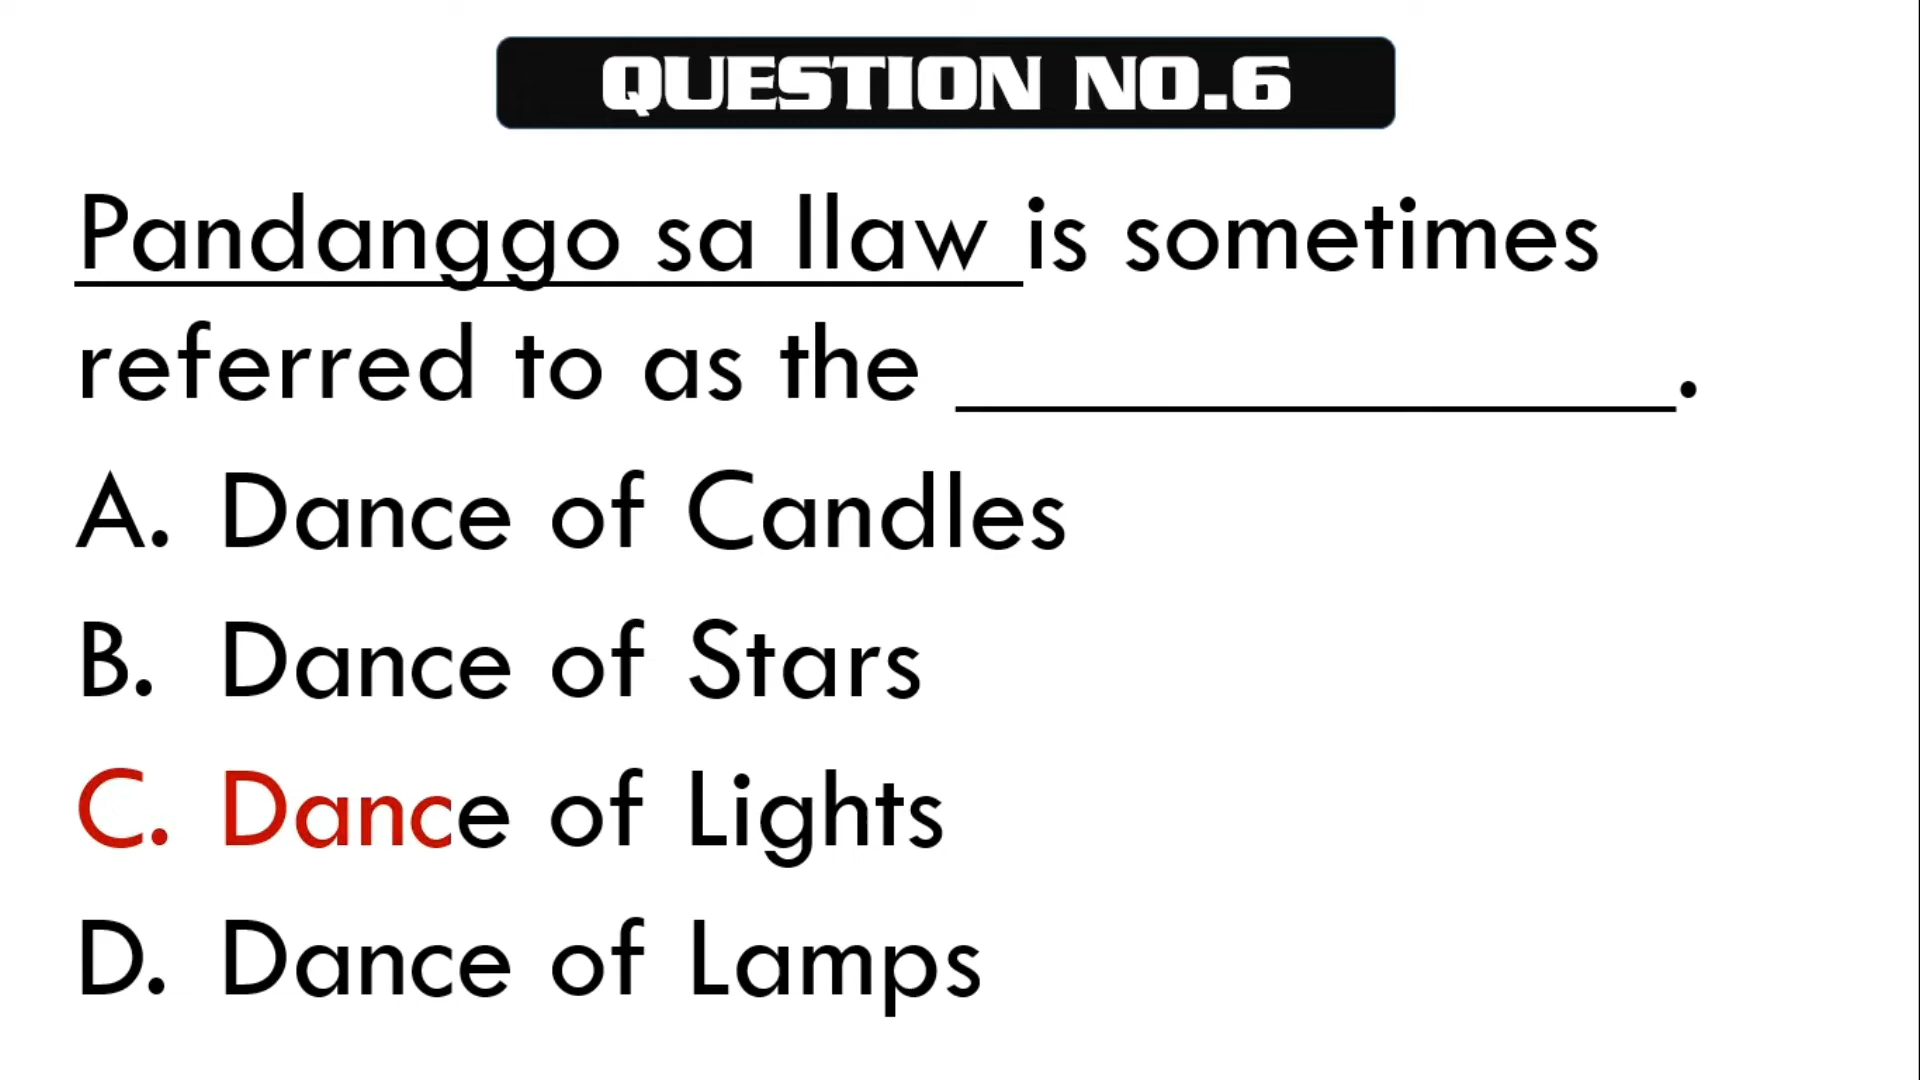 QUESTION NO.6
Pandanggo sa Ilaw is sometimes
referred to as the _______________.
A. Dance of Candles
B. Dance of Stars
C. Dance of Lights
D. Dance of Lamps